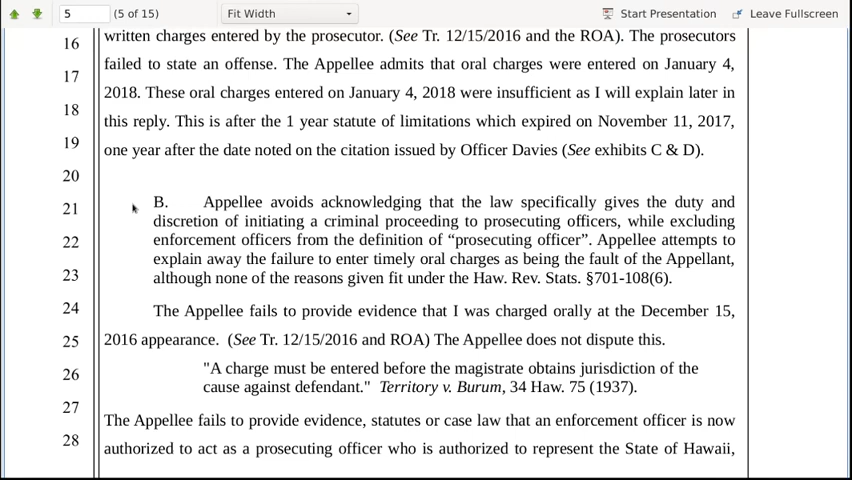 5 (5 of 15) Fit Width Start Presentation Leave Fullscreen
16 written charges entered by the prosecutor. (See Tr. 12/15/2016 and the ROA). The prosecutors
17 failed to state an offense. The Appellee admits that oral charges were entered on January 4,
18 2018. These oral charges entered on January 4, 2018 were insufficient as I will explain later in
19 this reply. This is after the 1 year statute of limitations which expired on November 11, 2017,
one year after the date noted on the citation issued by Officer Davies (See exhibits C & D).
20
21 B. Appellee avoids acknowledging that the law specifically gives the duty and
discretion of initiating a criminal proceeding to prosecuting officers, while excluding
22 enforcement officers from the definition of “prosecuting officer”. Appellee attempts to
explain away the failure to enter timely oral charges as being the fault of the Appellant,
23 although none of the reasons given fit under the Haw. Rev. Stats. §701-108(6).
24 The Appellee fails to provide evidence that I was charged orally at the December 15,
25 2016 appearance. (See Tr. 12/15/2016 and ROA) The Appellee does not dispute this.
26 "A charge must be entered before the magistrate obtains jurisdiction of the
cause against defendant." Territory v. Burum, 34 Haw. 75 (1937).
27 The Appellee fails to provide evidence, statutes or case law that an enforcement officer is now
28 authorized to act as a prosecuting officer who is authorized to represent the State of Hawaii,